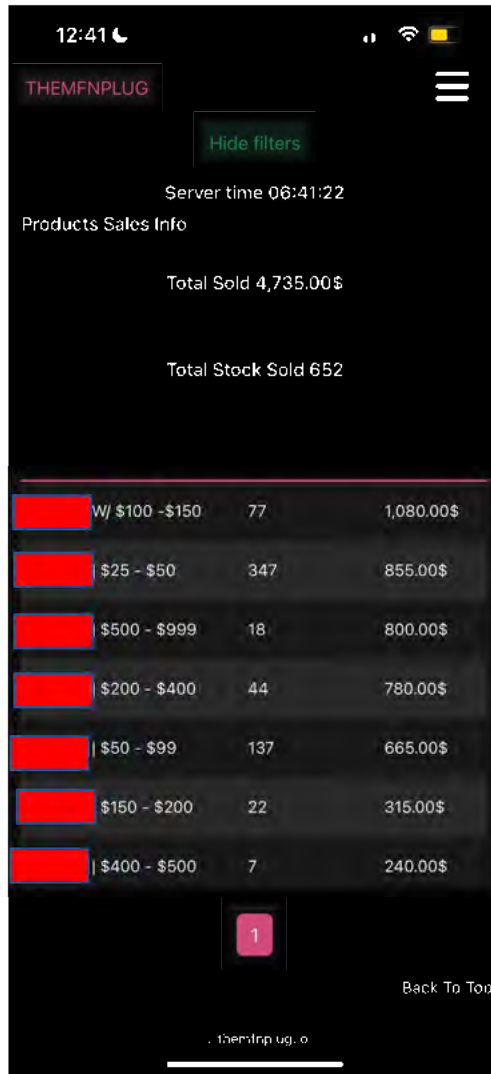 12:41
THEMFNPLUG
Hide filters
Server time 06:41:22
Products Sales Info
Total Sold 4,735.00$
Total Stock Sold 652
W/ $100 -$150 77 1,080.00$
| $25 - $50 347 855.00$
| $500 - $999 18 800.00$
| $200 - $400 44 780.00$
| $50 - $99 137 665.00$
$150 - $200 22 315.00$
| $400 - $500 7 240.00$
1
Back To Top